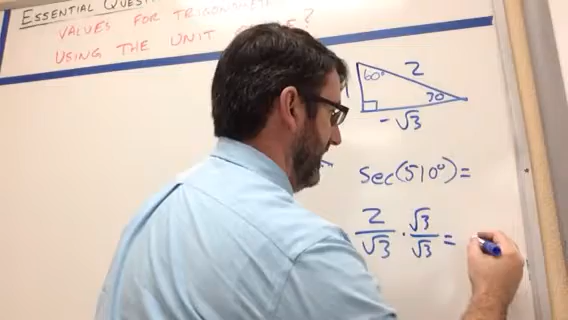 ESSENTIAL QUEST
VALUES FOR TRIGONOMET
USING THE UNIT ?
60° 2
30°
-√3
Sec(510°)=
2/√3 · √3/√3 =